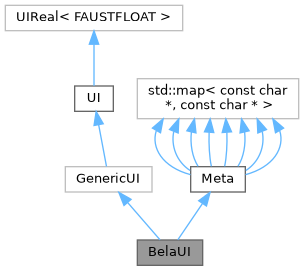 UIReal< FAUSTFLOAT >
UI
std::map< const char
*, const char * >
GenericUI
Meta
BelaUI